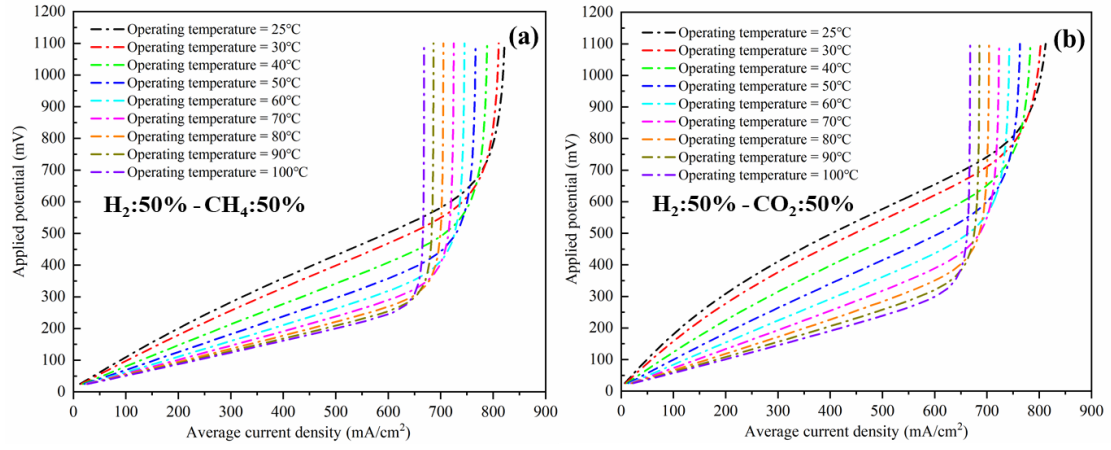 (a)
1200
1100
1000
900
800
700
600
500
400
300
200
100
0
Applied potential (mV)
Operating temperature = 25℃
Operating temperature = 30℃
Operating temperature = 40℃
Operating temperature = 50℃
Operating temperature = 60℃
Operating temperature = 70℃
Operating temperature = 80℃
Operating temperature = 90℃
Operating temperature = 100℃
H₂:50% - CH₄:50%
0 100 200 300 400 500 600 700 800 900
Average current density (mA/cm²)
(b)
1200
1100
1000
900
800
700
600
500
400
300
200
100
0
Applied potential (mV)
Operating temperature = 25℃
Operating temperature = 30℃
Operating temperature = 40℃
Operating temperature = 50℃
Operating temperature = 60℃
Operating temperature = 70℃
Operating temperature = 80℃
Operating temperature = 90℃
Operating temperature = 100℃
H₂:50% - CO₂:50%
0 100 200 300 400 500 600 700 800 900
Average current density (mA/cm²)